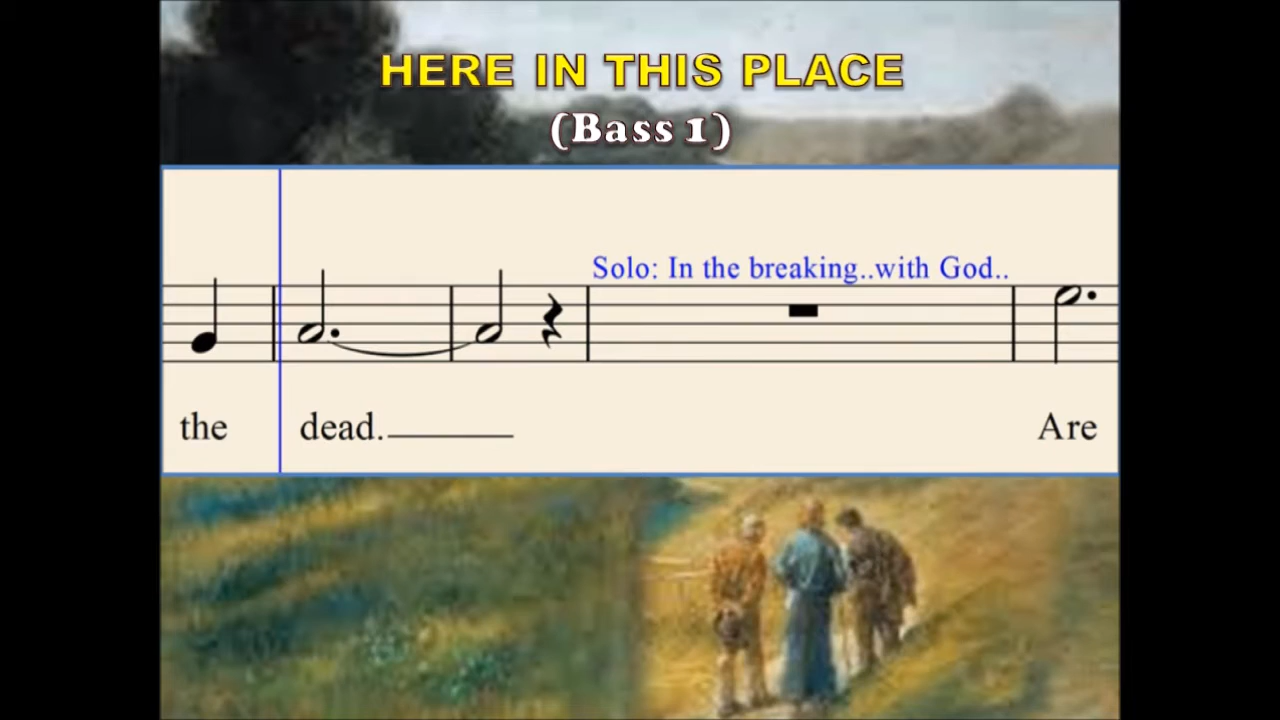 HERE IN THIS PLACE
(Bass 1)
Solo: In the breaking..with God..
the dead. Are